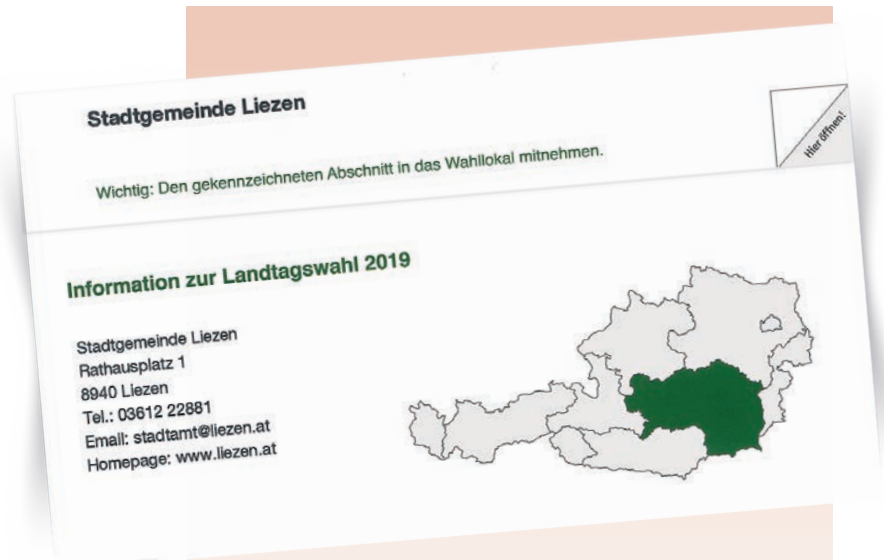 Stadtgemeinde Liezen
Hier öffnen!
Wichtig: Den gekennzeichneten Abschnitt in das Wahllokal mitnehmen.
Information zur Landtagswahl 2019
Stadtgemeinde Liezen
Rathausplatz 1
8940 Liezen
Tel.: 03612 22881
Email: stadtamt@liezen.at
Homepage: www.liezen.at